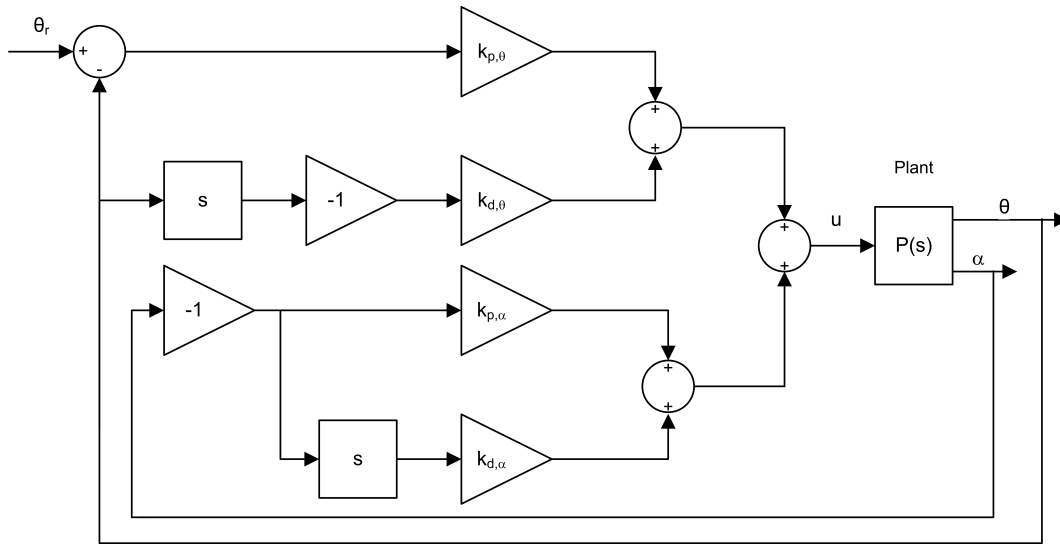 θr
+
-
kp,θ
+
+
s
-1
kd,θ
Plant
u
P(s)
θ
α
+
+
-1
kp,α
+
+
s
kd,α